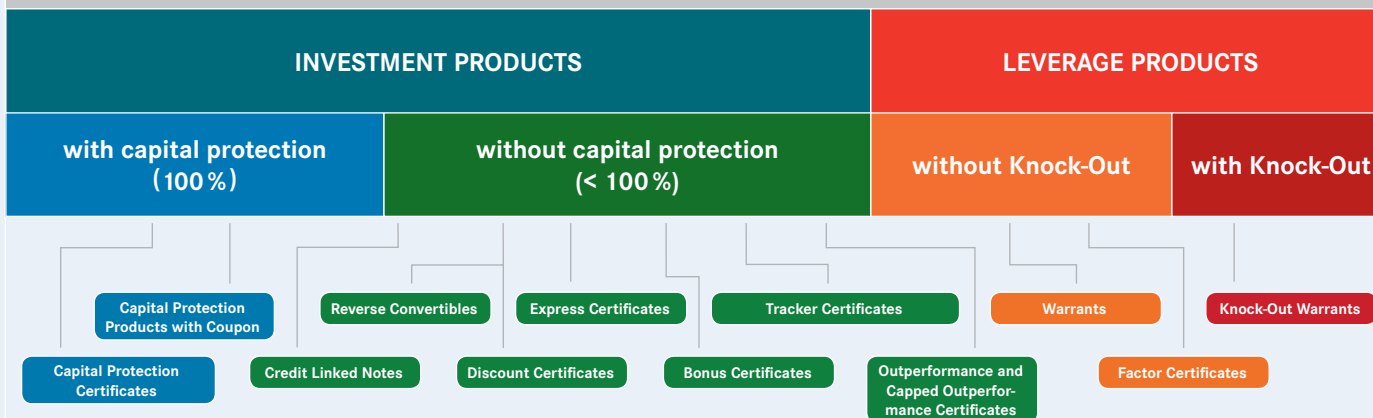 INVESTMENT PRODUCTS
LEVERAGE PRODUCTS
with capital protection
(100 %)
without capital protection
(< 100 %)
without Knock-Out
with Knock-Out
Capital Protection
Products with Coupon
Reverse Convertibles
Express Certificates
Tracker Certificates
Warrants
Knock-Out Warrants
Capital Protection
Certificates
Credit Linked Notes
Discount Certificates
Bonus Certificates
Outperformance and
Capped Outperfor-
mance Certificates
Factor Certificates